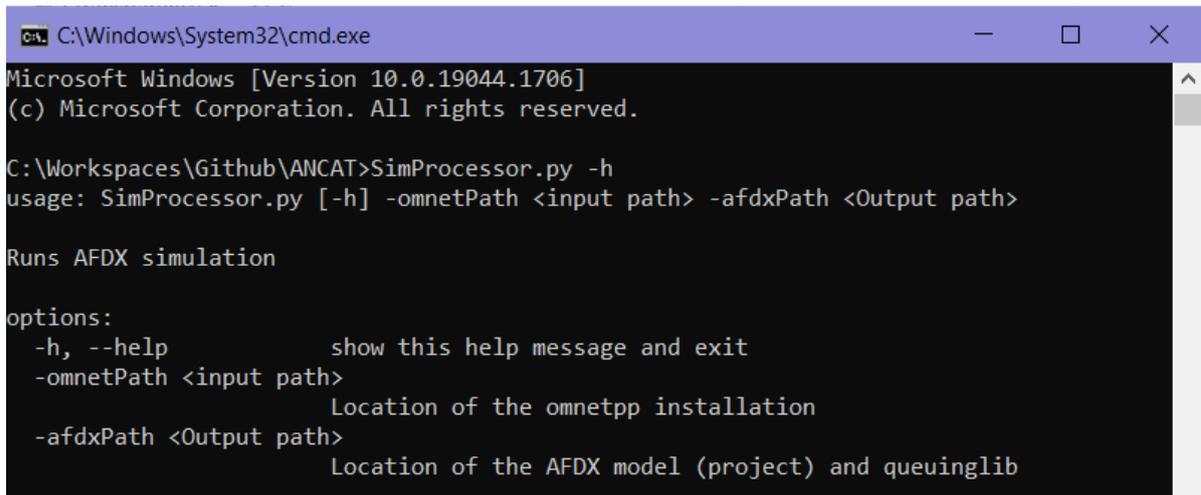 C:\Windows\System32\cmd.exe
Microsoft Windows [Version 10.0.19044.1706]
(c) Microsoft Corporation. All rights reserved.
C:\Workspaces\Github\ANCAT>SimProcessor.py -h
usage: SimProcessor.py [-h] -omnetPath <input path> -afdxPath <Output path>
Runs AFDX simulation
options:
-h, --help show this help message and exit
-omnetPath <input path>
Location of the omnetpp installation
-afdxPath <Output path>
Location of the AFDX model (project) and queuinglib